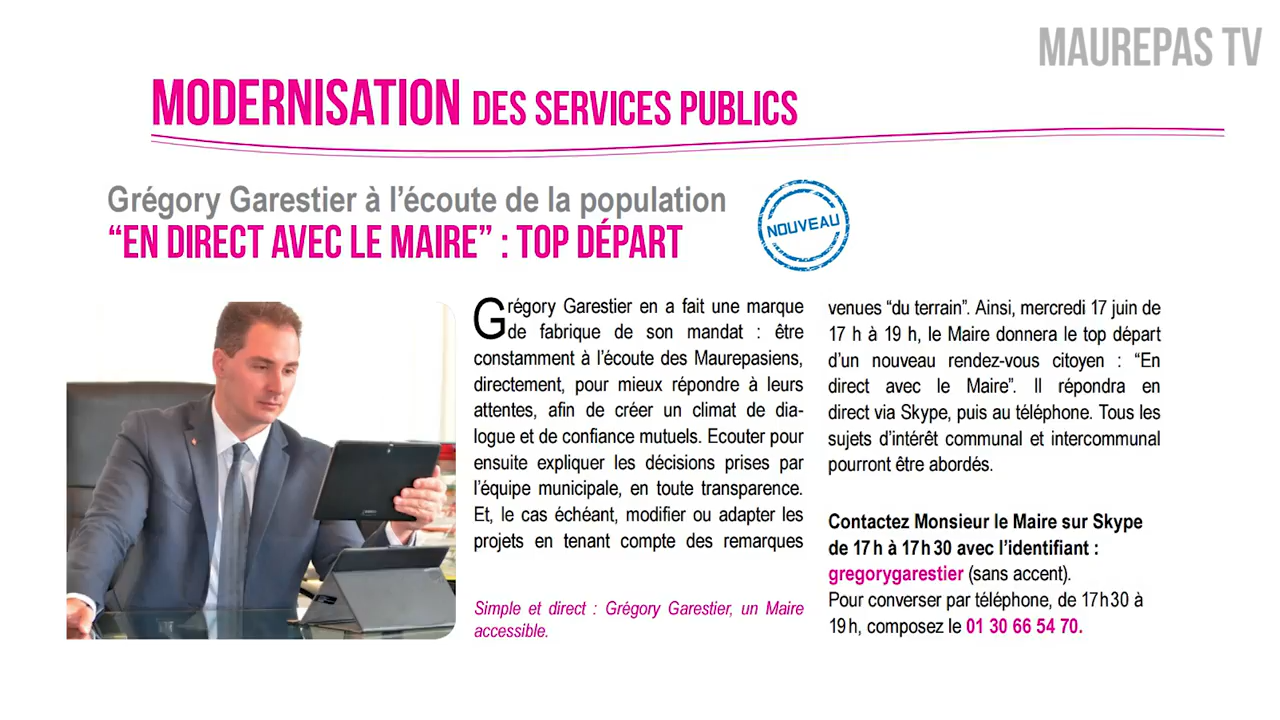 MAUREPAS TV
MODERNISATION DES SERVICES PUBLICS
Grégory Garestier à l'écoute de la population
"EN DIRECT AVEC LE MAIRE" : TOP DÉPART
NOUVEAU
Grégory Garestier en a fait une marque
de fabrique de son mandat : être
constamment à l'écoute des Maurepasiens,
directement, pour mieux répondre à leurs
attentes, afin de créer un climat de dia-
logue et de confiance mutuels. Ecouter pour
ensuite expliquer les décisions prises par
l'équipe municipale, en toute transparence.
Et, le cas échéant, modifier ou adapter les
projets en tenant compte des remarques
venues "du terrain". Ainsi, mercredi 17 juin de
17 h à 19 h, le Maire donnera le top départ
d'un nouveau rendez-vous citoyen : "En
direct avec le Maire". Il répondra en
direct via Skype, puis au téléphone. Tous les
sujets d'intérêt communal et intercommunal
pourront être abordés.
Contactez Monsieur le Maire sur Skype
de 17 h à 17 h 30 avec l'identifiant :
gregorygarestier (sans accent).
Pour converser par téléphone, de 17 h 30 à
19 h, composez le 01 30 66 54 70.
Simple et direct : Grégory Garestier, un Maire
accessible.